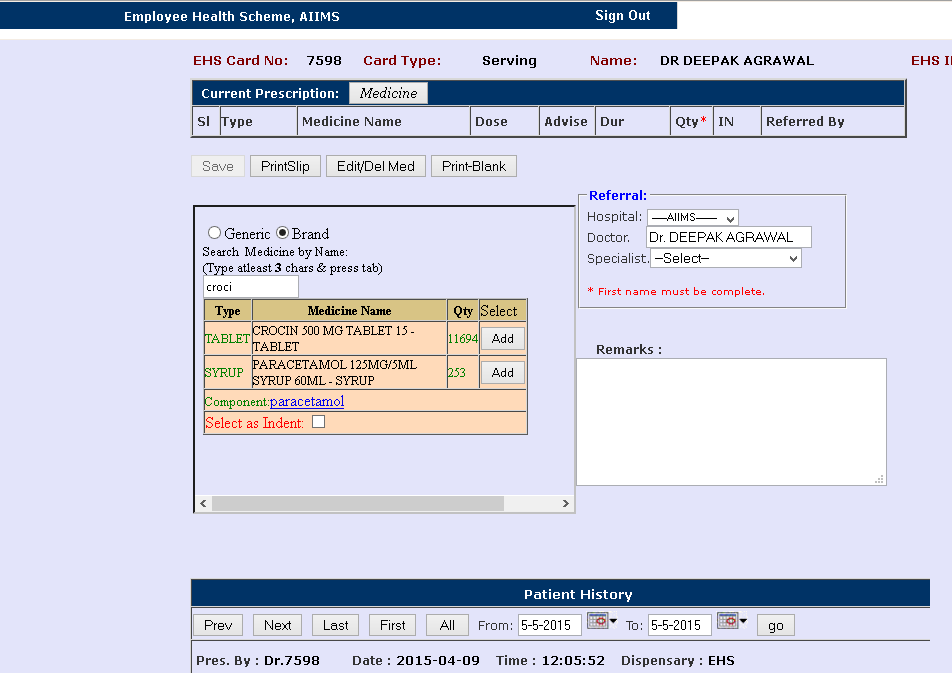 Employee Health Scheme, AIIMS Sign Out
EHS Card No: 7598 Card Type: Serving Name: DR DEEPAK AGRAWAL EHS
Current Prescription: Medicine
Sl Type Medicine Name Dose Advise Dur Qty* IN Referred By
Save PrintSlip Edit/Del Med Print-Blank
Referral:
Hospital: ----AIIMS------
Doctor. Dr. DEEPAK AGRAWAL
Specialist. --Select--
* First name must be complete.
Generic Brand
Search Medicine by Name:
(Type atleast 3 chars & press tab)
croci
Type Medicine Name Qty Select
TABLET CROCIN 500 MG TABLET 15 - TABLET 11694 Add
SYRUP PARACETAMOL 125MG/5ML SYRUP 60ML - SYRUP 253 Add
Component:paracetamol
Select as Indent:
Remarks :
Patient History
Prev Next Last First All From: 5-5-2015 To: 5-5-2015 go
Pres. By : Dr.7598 Date : 2015-04-09 Time : 12:05:52 Dispensary : EHS